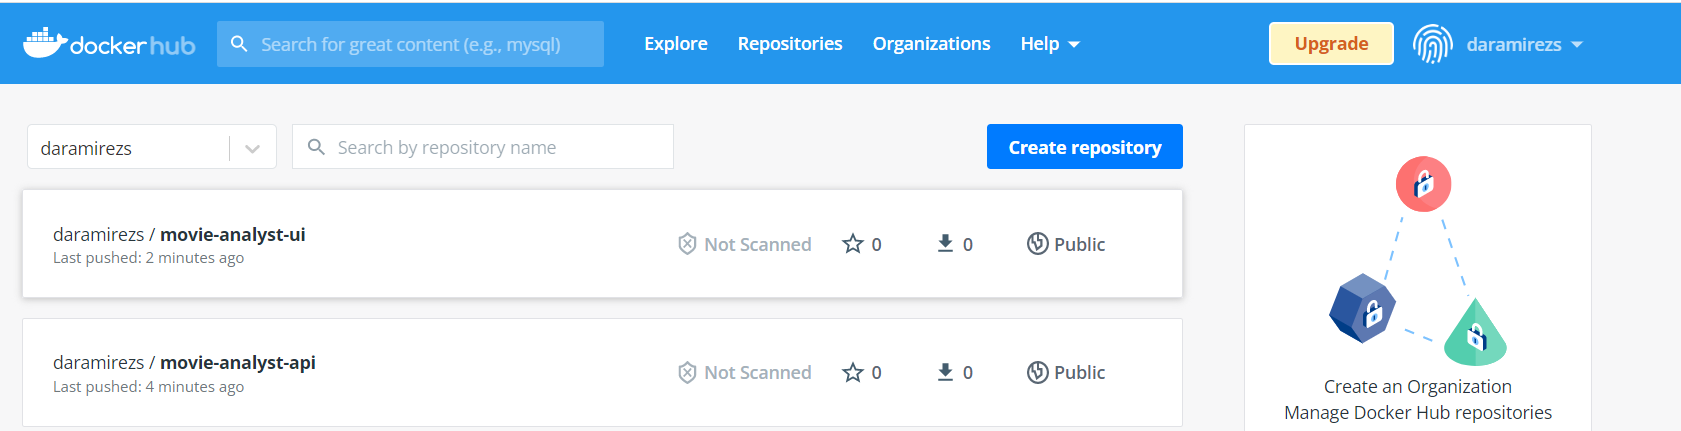 dockerhub Search for great content (e.g., mysql) Explore Repositories Organizations Help Upgrade daramirezs
daramirezs Search by repository name Create repository
daramirezs / movie-analyst-ui
Last pushed: 2 minutes ago
Not Scanned 0 0 Public
daramirezs / movie-analyst-api
Last pushed: 4 minutes ago
Not Scanned 0 0 Public
Create an Organization
Manage Docker Hub repositories